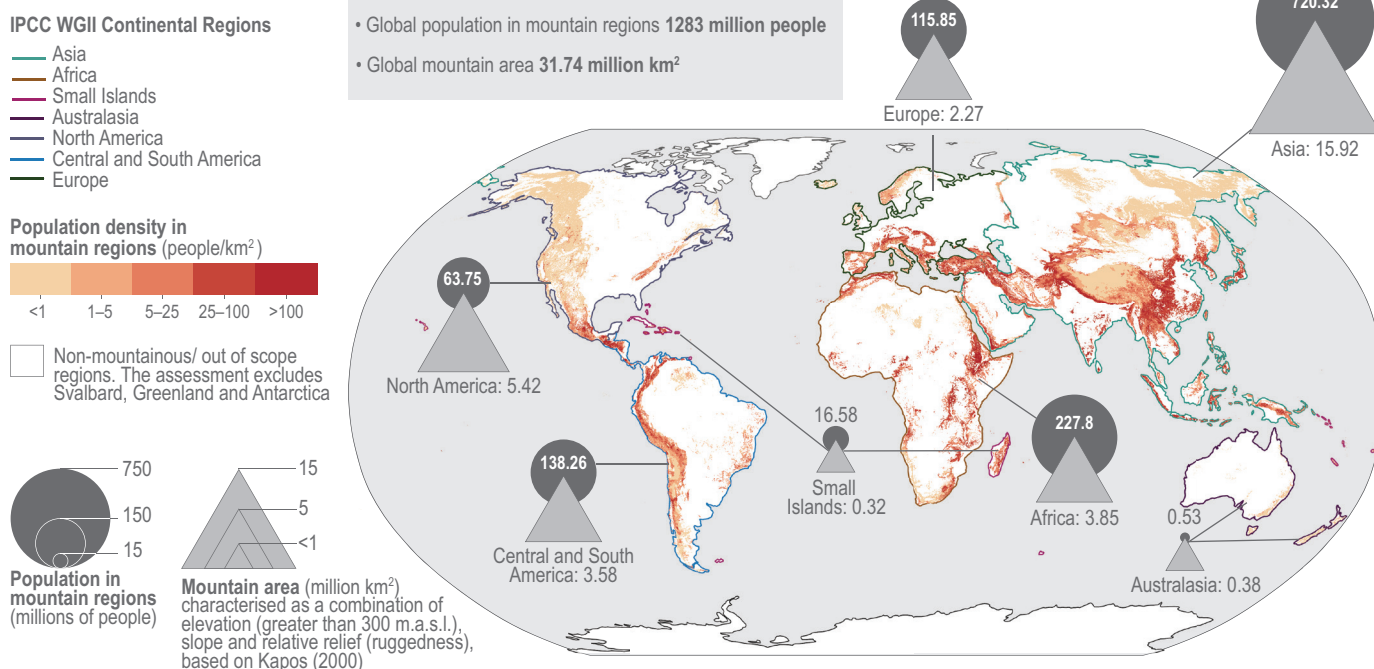 IPCC WGII Continental Regions
Asia
Africa
Small Islands
Australasia
North America
Central and South America
Europe
Population density in
mountain regions (people/km²)
<1 1–5 5–25 25–100 >100
Non-mountainous/ out of scope
regions. The assessment excludes
Svalbard, Greenland and Antarctica
750
150
15
Population in
mountain regions
(millions of people)
15
5
<1
Mountain area (million km²)
characterised as a combination of
elevation (greater than 300 m.a.s.l.),
slope and relative relief (ruggedness),
based on Kapos (2000)
• Global population in mountain regions 1283 million people
• Global mountain area 31.74 million km²
115.85
Europe: 2.27
720.32
Asia: 15.92
63.75
North America: 5.42
138.26
Central and South
America: 3.58
16.58
Small
Islands: 0.32
227.8
Africa: 3.85
0.53
Australasia: 0.38